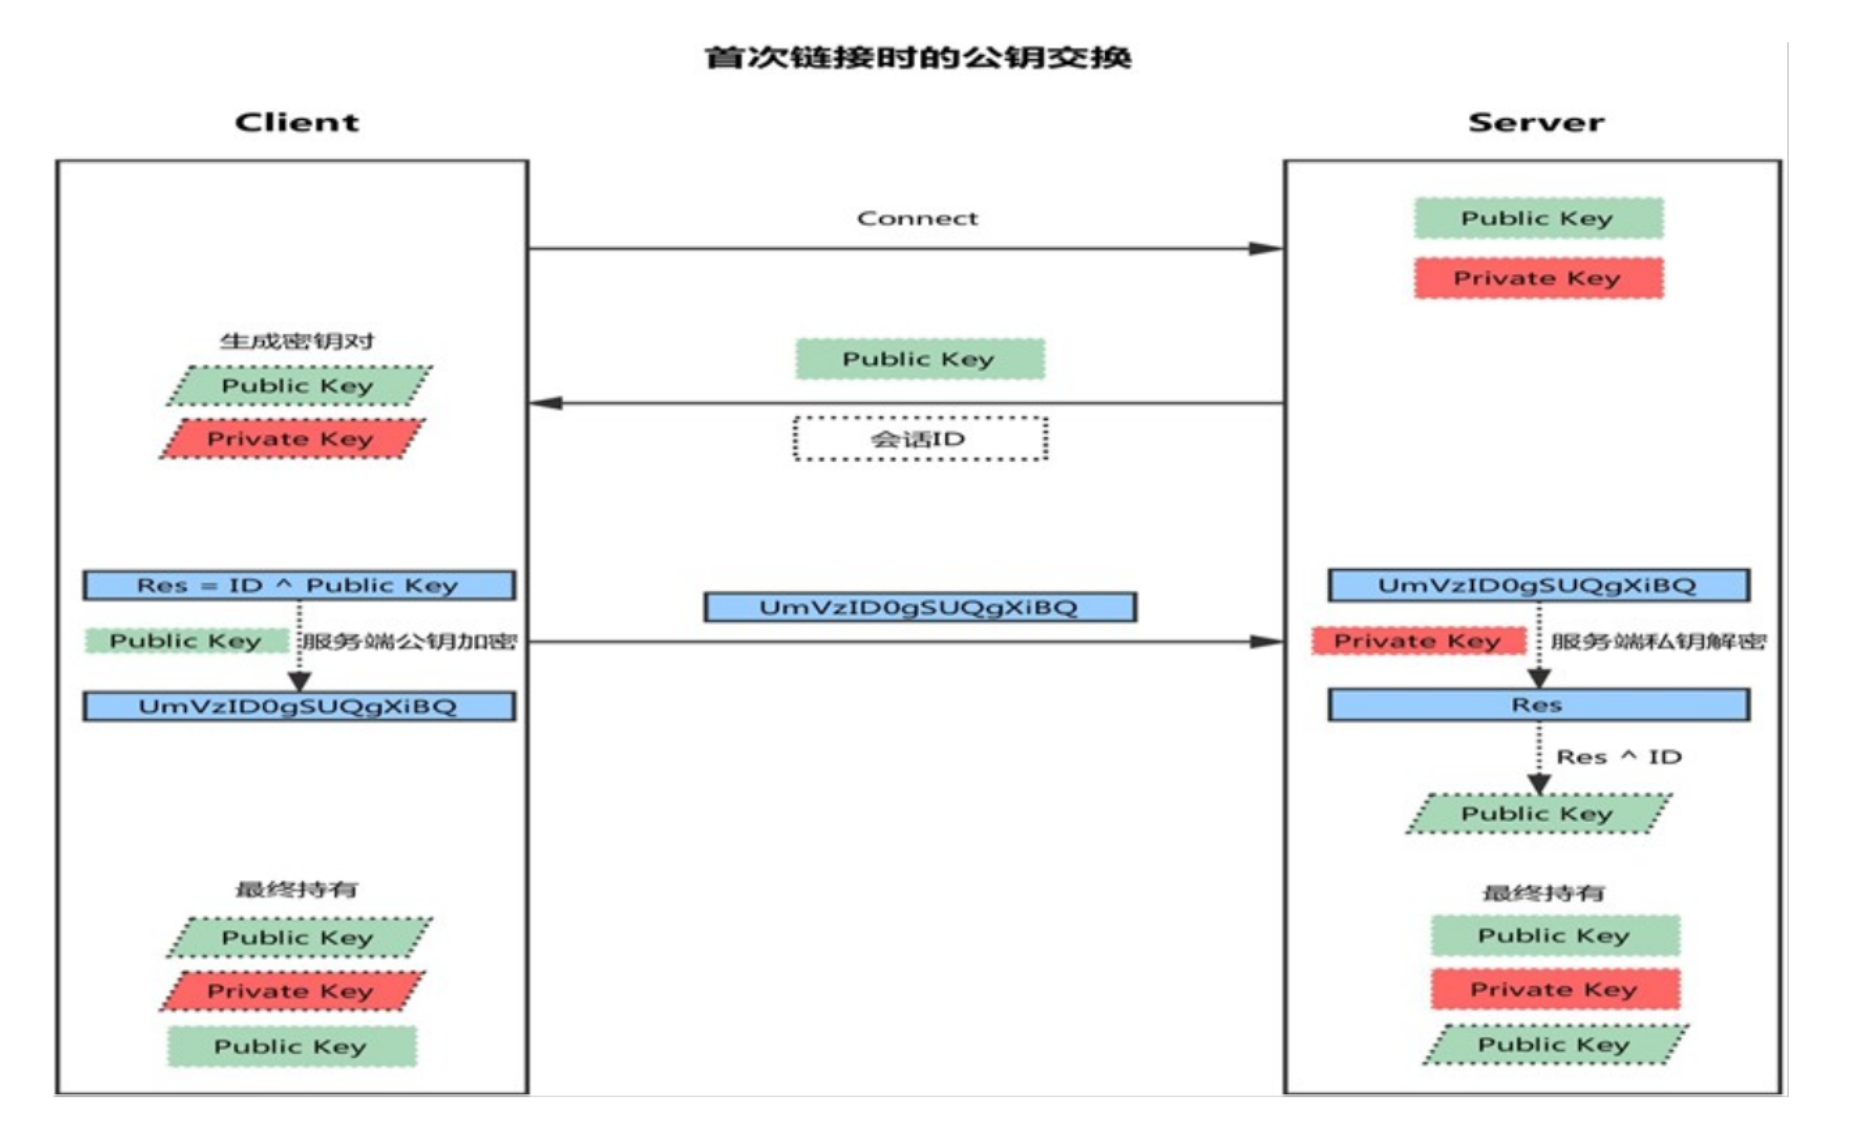 首次链接时的公钥交换
Client
Server
Connect
Public Key
Private Key
生成密钥对
Public Key
Private Key
Public Key
会话ID
Res = ID ^ Public Key
Public Key
服务端公钥加密
UmVzID0gSUQgXiBQ
UmVzID0gSUQgXiBQ
UmVzID0gSUQgXiBQ
Private Key
服务端私钥解密
Res
Res ^ ID
Public Key
最终持有
Public Key
Private Key
Public Key
最终持有
Public Key
Private Key
Public Key